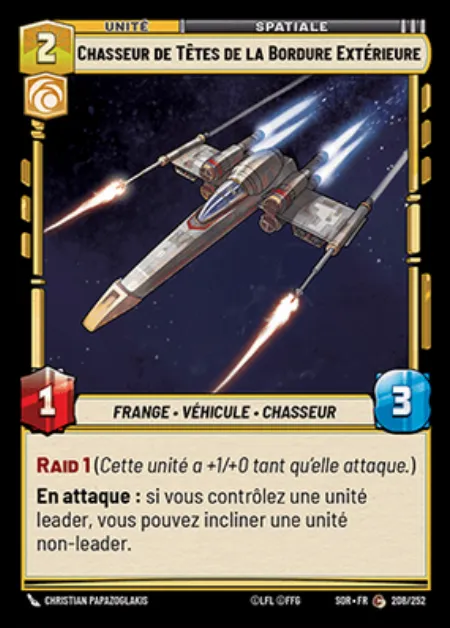 UNITÉ
SPATIALE
2
Chasseur de Têtes de la Bordure Extérieure
1
3
FRANGE • VÉHICULE • CHASSEUR
RAID 1 (Cette unité a +1/+0 tant qu'elle attaque.)
En attaque : si vous contrôlez une unité
leader, vous pouvez incliner une unité
non-leader.
CHRISTIAN PAPAZOGLAKIS
©LFL ©FFG
SOR • FR
C
208/252